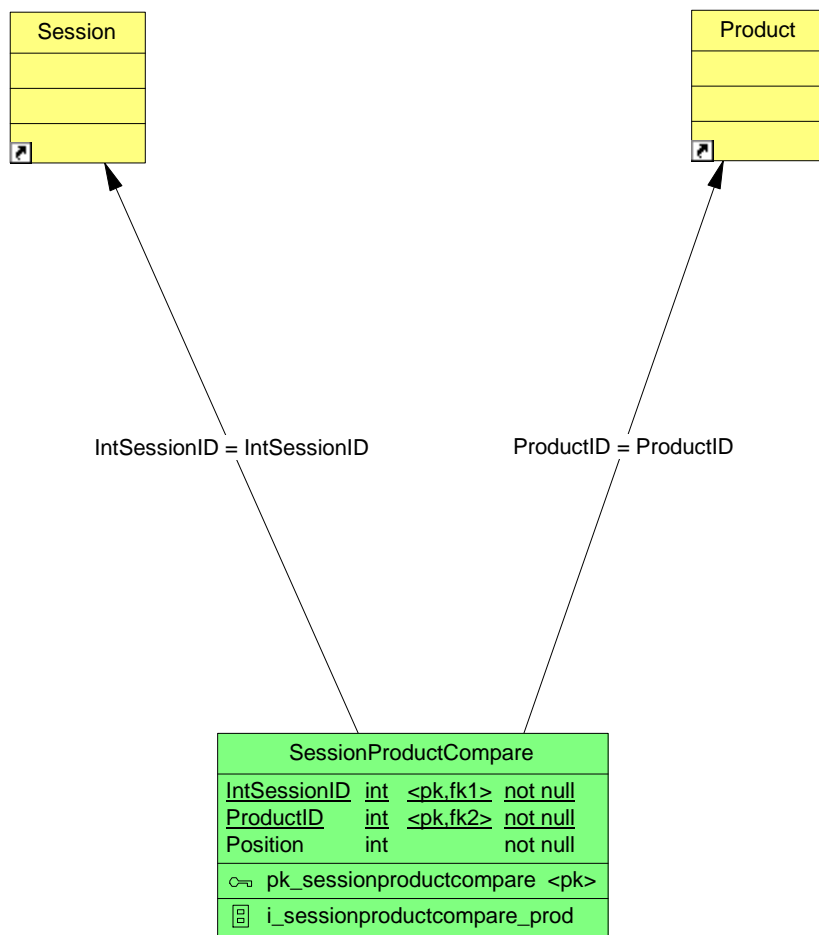 Session
Product
IntSessionID = IntSessionID
ProductID = ProductID
SessionProductCompare
IntSessionID int <pk,fk1> not null
ProductID int <pk,fk2> not null
Position int not null
pk_sessionproductcompare <pk>
i_sessionproductcompare_prod